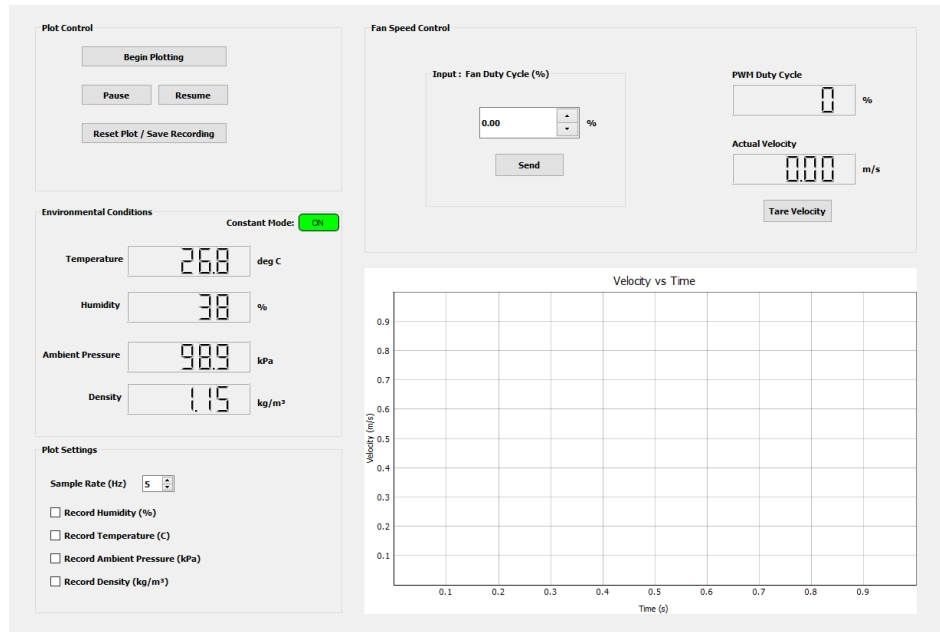 Plot Control
Begin Plotting
Pause Resume
Reset Plot / Save Recording
Fan Speed Control
Input : Fan Duty Cycle (%)
0.00 %
Send
PWM Duty Cycle
0 %
Actual Velocity
0.00 m/s
Tare Velocity
Environmental Conditions
Constant Mode: ON
Temperature 26.8 deg C
Humidity 38 %
Ambient Pressure 98.9 kPa
Density 1.15 kg/m³
Plot Settings
Sample Rate (Hz) 5
Record Humidity (%)
Record Temperature (C)
Record Ambient Pressure (kPa)
Record Density (kg/m³)
Velocity vs Time
Velocity (m/s)
0.9
0.8
0.7
0.6
0.5
0.4
0.3
0.2
0.1
0.1 0.2 0.3 0.4 0.5 0.6 0.7 0.8 0.9
Time (s)